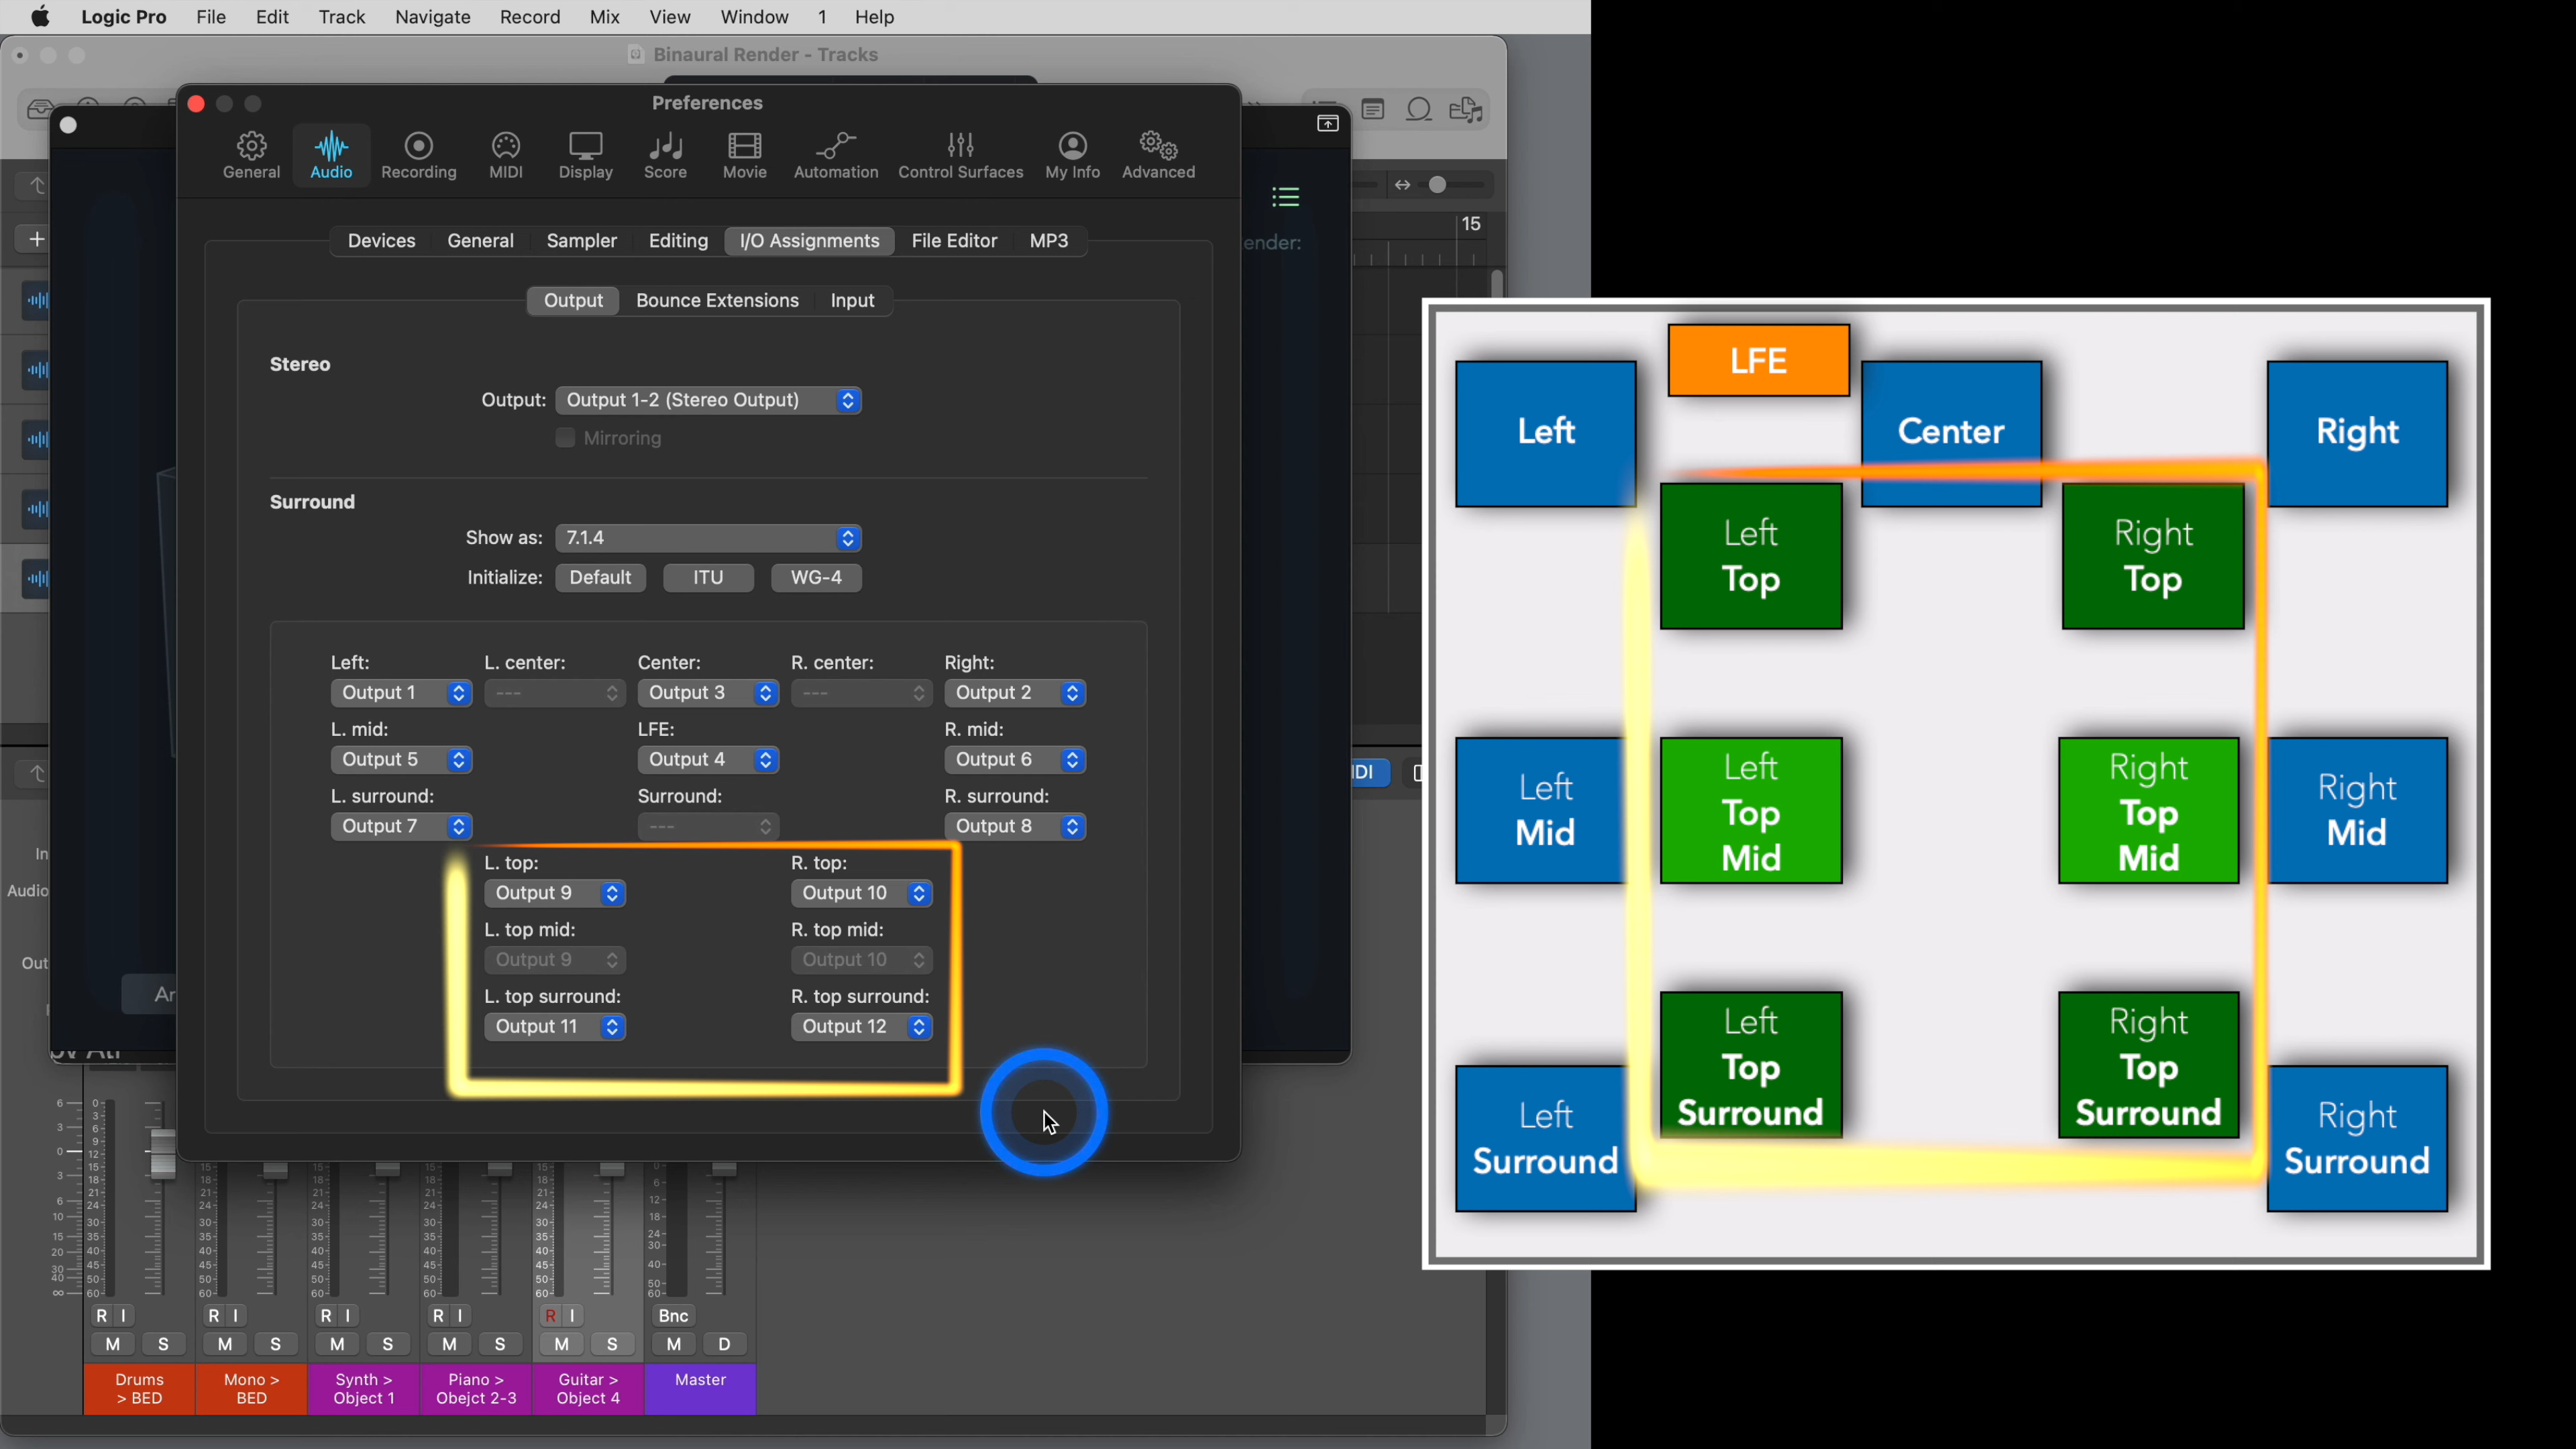 Logic Pro File Edit Track Navigate Record Mix View Window 1 Help
Binaural Render - Tracks
Preferences
General Audio Recording MIDI Display Score Movie Automation Control Surfaces My Info Advanced
Devices General Sampler Editing I/O Assignments File Editor MP3
Output Bounce Extensions Input
Stereo
Output: Output 1-2 (Stereo Output)
Mirroring
Surround
Show as: 7.1.4
Initialize: Default ITU WG-4
Left: L. center: Center: R. center: Right:
Output 1 --- Output 3 --- Output 2
L. mid: LFE: R. mid:
Output 5 Output 4 Output 6
L. surround: Surround: R. surround:
Output 7 --- Output 8
L. top: R. top:
Output 9 Output 10
L. top mid: R. top mid:
Output 9 Output 10
L. top surround: R. top surround:
Output 11 Output 12
15
ender:
IDI
In
Audio
Out
Ar
R I R I R I R I R I Bnc
M S M S M S M S M S M D
Drums
> BED
Mono >
BED
Synth >
Object 1
Piano >
Obejct 2-3
Guitar >
Object 4
Master
LFE
Left
Center
Right
Left
Top
Right
Top
Left
Mid
Left
Top
Mid
Right
Top
Mid
Right
Mid
Left
Top
Surround
Right
Top
Surround
Left
Surround
Right
Surround